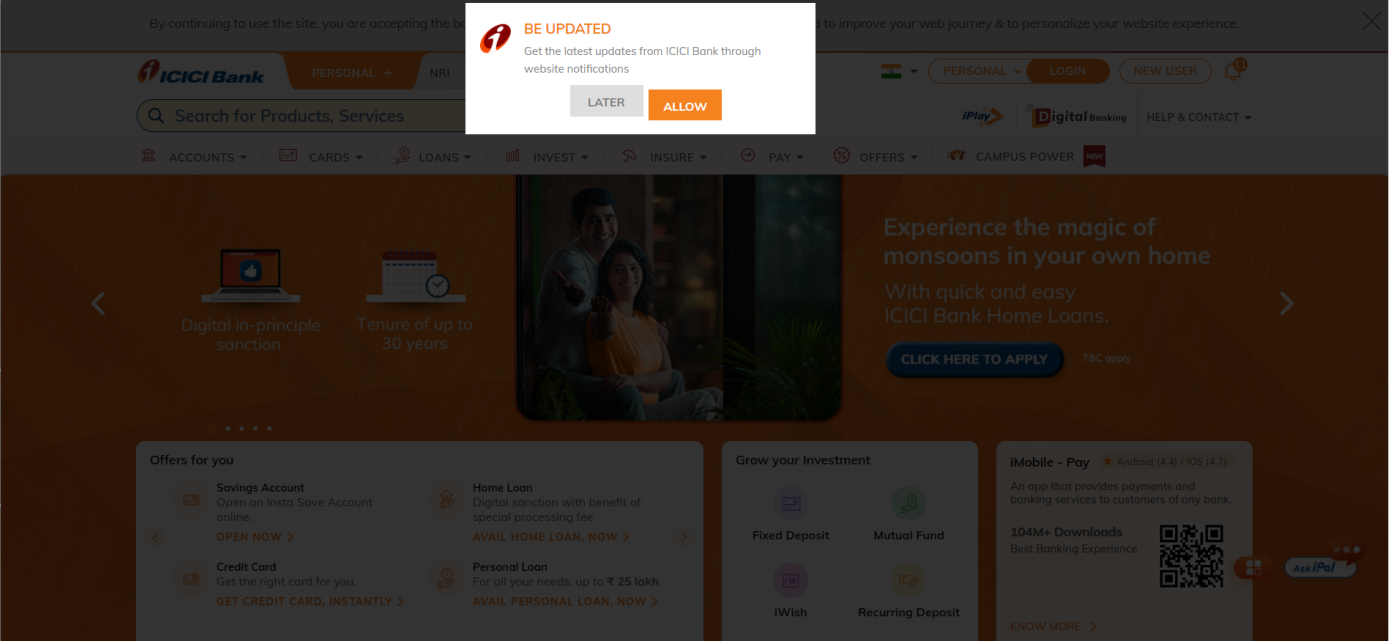 By continuing to use the site, you are accepting the
d to improve your web journey & to personalize your website experience.
BE UPDATED
Get the latest updates from ICICI Bank through
website notifications
LATER
ALLOW
ICICI Bank
PERSONAL +
NRI
PERSONAL
LOGIN
NEW USER
11
Search for Products, Services
iPlay
Digital Banking
HELP & CONTACT
ACCOUNTS
CARDS
LOANS
INVEST
INSURE
PAY
OFFERS
CAMPUS POWER
NEW
Digital in-principle
sanction
Tenure of up to
30 years
Experience the magic of
monsoons in your own home
With quick and easy
ICICI Bank Home Loans.
CLICK HERE TO APPLY
T&C apply
Offers for you
Savings Account
Open an Insta Save Account
online.
OPEN NOW >
Home Loan
Digital sanction with benefit of
special processing fee
AVAIL HOME LOAN, NOW >
Credit Card
Get the right card for you.
GET CREDIT CARD, INSTANTLY >
Personal Loan
For all your needs, up to ₹ 25 lakh
AVAIL PERSONAL LOAN, NOW >
Grow your Investment
Fixed Deposit
Mutual Fund
iWish
Recurring Deposit
iMobile - Pay
Android (4.4) / IOS (4.7)
An app that provides payments and
banking services to customers of any bank.
104M+ Downloads
Best Banking Experience
KNOW MORE >
Ask iPal